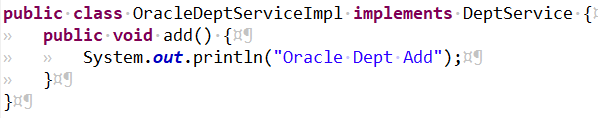 public class OracleDeptServiceImpl implements DeptService {
    public void add() {
        System.out.println("Oracle Dept Add");
    }
}